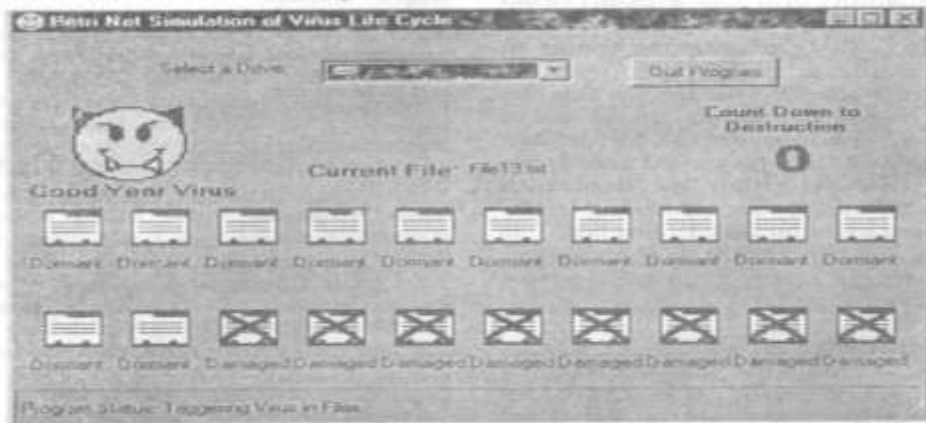 Petri Net Simulation of Virus Life Cycle
Select a Drive:
Quit Program
Count Down to
Destruction
0
Current File: File13.txt
Good Year Virus
Dormant Dormant Dormant Dormant Dormant Dormant Dormant Dormant Dormant Dormant
Dormant Dormant Damaged Damaged Damaged Damaged Damaged Damaged Damaged Damaged
Program Status: Triggering Virus in Files